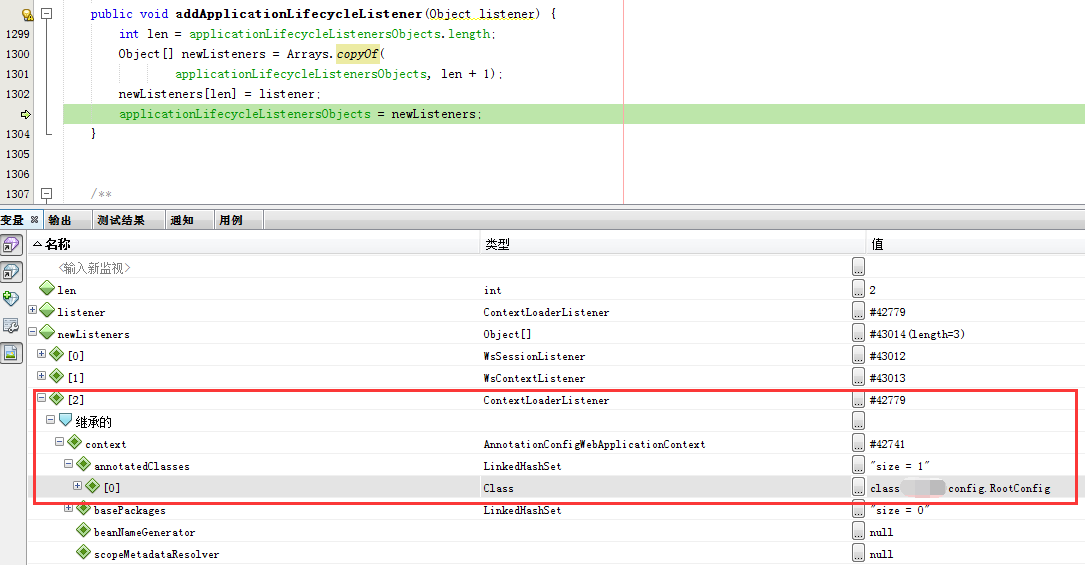 public void addApplicationLifecycleListener(Object listener) {
1299 int len = applicationLifecycleListenersObjects.length;
1300 Object[] newListeners = Arrays.copyOf(
1301 applicationLifecycleListenersObjects, len + 1);
1302 newListeners[len] = listener;
applicationLifecycleListenersObjects = newListeners;
1304 }
1305
1306
1307 /**
变量 输出 测试结果 通知 用例
名称 类型 值
<输入新监视> ...
len int ... 2
listener ContextLoaderListener ... #42779
newListeners Object[] ... #43014(length=3)
[0] WsSessionListener ... #43012
[1] WsContextListener ... #43013
[2] ContextLoaderListener ... #42779
继承的 ...
context AnnotationConfigWebApplicationContext ... #42741
annotatedClasses LinkedHashSet ... "size = 1"
[0] Class ... class config.RootConfig
basePackages LinkedHashSet ... "size = 0"
beanNameGenerator ... null
scopeMetadataResolver ... null